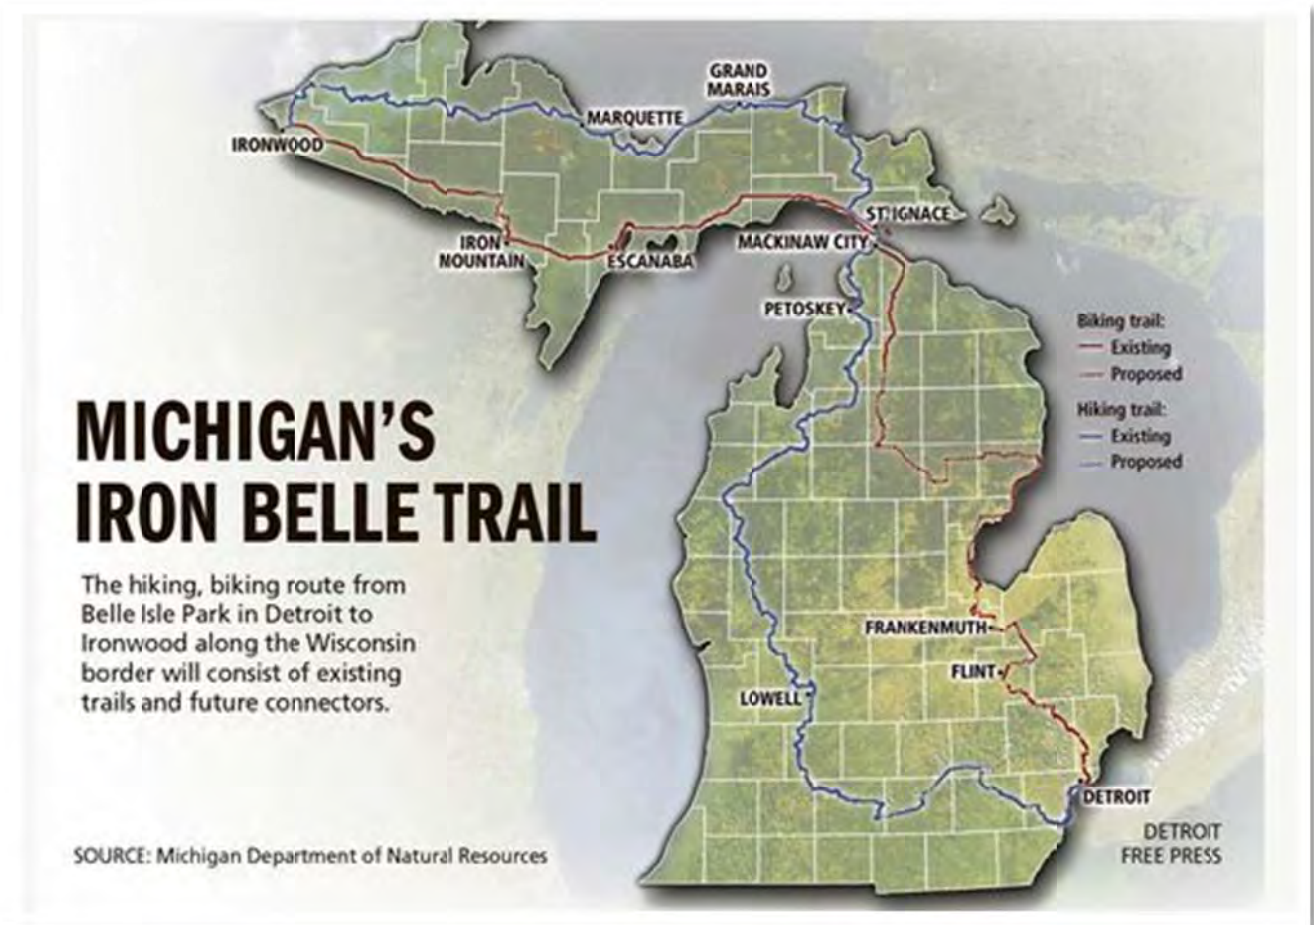 GRAND
MARAIS
MARQUETTE
IRONWOOD
ST. IGNACE
IRON
MOUNTAIN
ESCANABA
MACKINAW CITY
PETOSKEY
Biking trail:
Existing
Proposed
Hiking trail:
Existing
Proposed
MICHIGAN'S
IRON BELLE TRAIL
The hiking, biking route from
Belle Isle Park in Detroit to
Ironwood along the Wisconsin
border will consist of existing
trails and future connectors.
FRANKENMUTH
FLINT
LOWELL
DETROIT
SOURCE: Michigan Department of Natural Resources
DETROIT
FREE PRESS